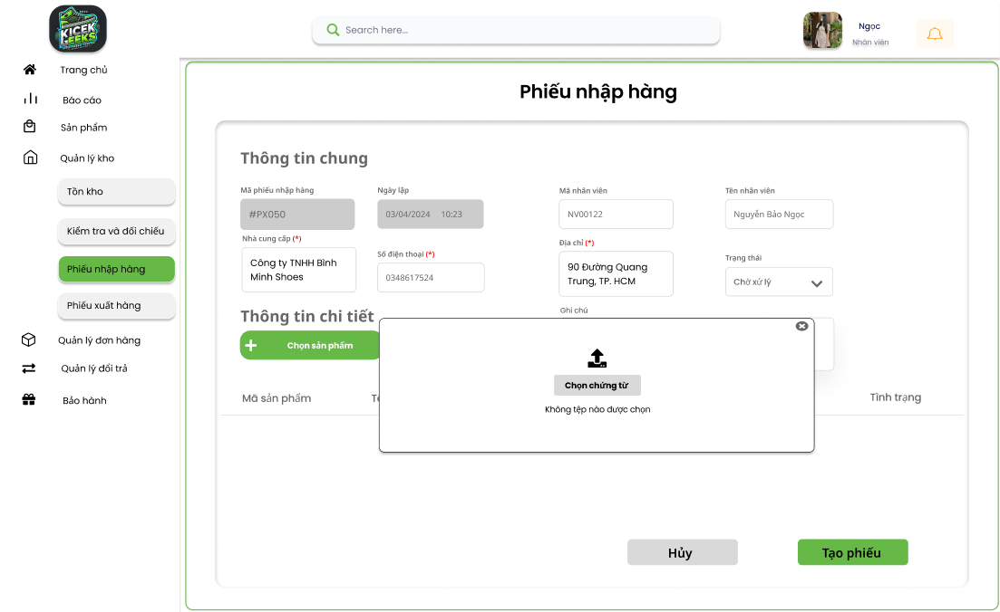 KICEK
GEEKS
Search here...
Ngọc
Nhân viên
Trang chủ
Báo cáo
Sản phẩm
Quản lý kho
Tồn kho
Kiểm tra và đối chiếu
Phiếu nhập hàng
Phiếu xuất hàng
Quản lý đơn hàng
Quản lý đổi trả
Bảo hành
Phiếu nhập hàng
Thông tin chung
Mã phiếu nhập hàng
Ngày lập
Mã nhân viên
Tên nhân viên
#PX050
03/04/2024 10:23
NV00122
Nguyễn Bảo Ngọc
Nhà cung cấp (*)
Số điện thoại (*)
Địa chỉ (*)
Trạng thái
Công ty TNHH Bình
Minh Shoes
0348617524
90 Đường Quang
Trung, TP. HCM
Chờ xử lý
Ghi chú
Thông tin chi tiết
Chọn sản phẩm
Chọn chứng từ
Không tệp nào được chọn
Mã sản phẩm
Tình trạng
Hủy
Tạo phiếu